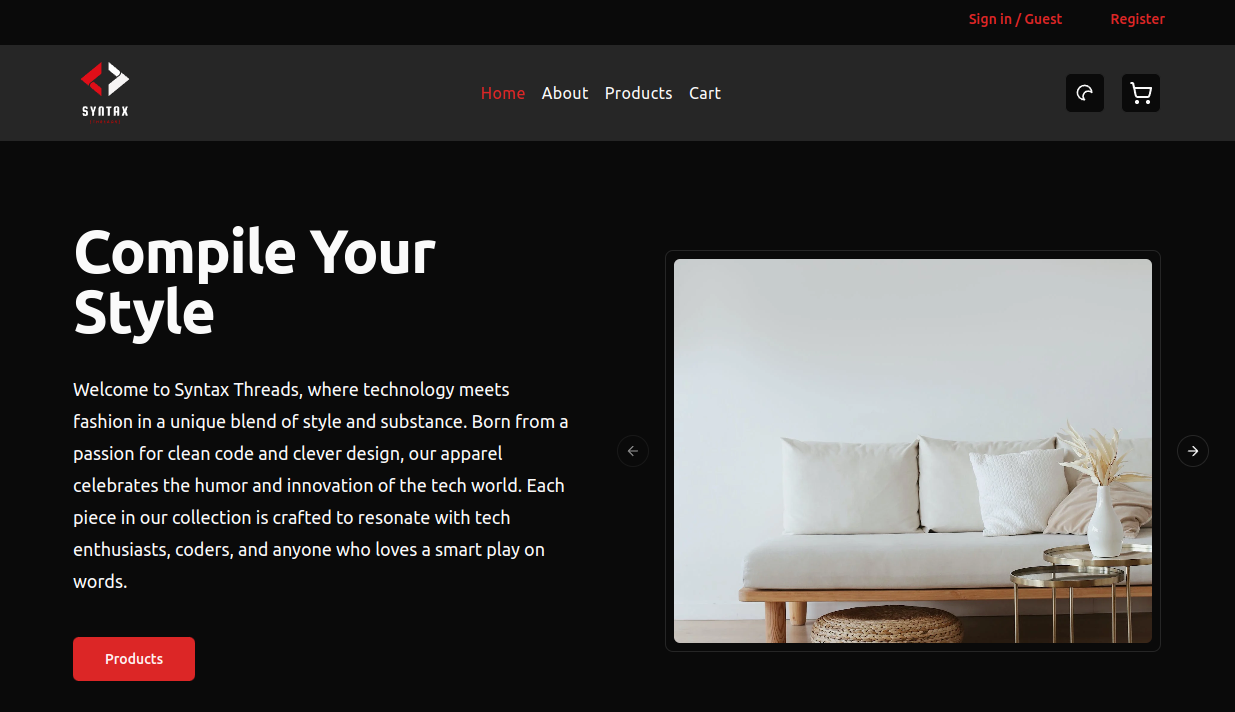 Sign in / Guest Register
SYNTAX
Home About Products Cart
Compile Your
Style
Welcome to Syntax Threads, where technology meets
fashion in a unique blend of style and substance. Born from a
passion for clean code and clever design, our apparel
celebrates the humor and innovation of the tech world. Each
piece in our collection is crafted to resonate with tech
enthusiasts, coders, and anyone who loves a smart play on
words.
Products